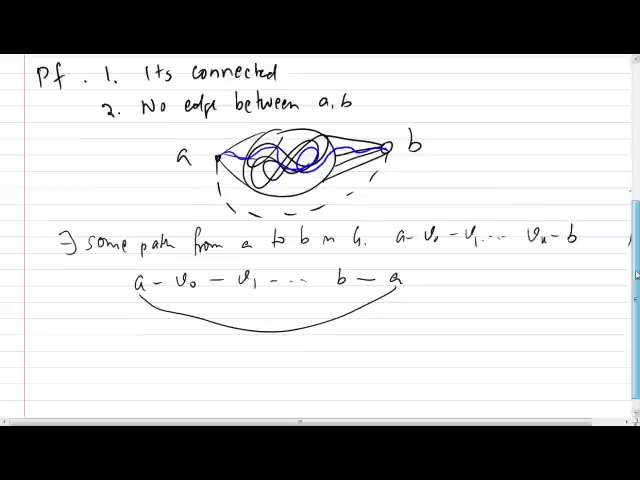 Pf . 1. Its connected
2. No edge between a, b
a b
∃ some path from a to b in G. a - v₀ - v₁ ... vₙ - b
a - v₀ - v₁ - ... b - a